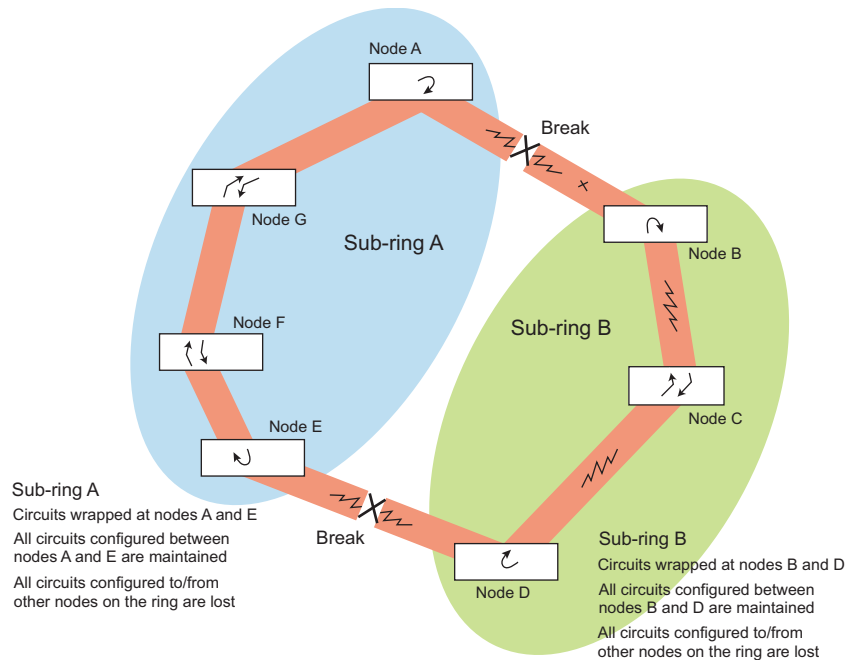 Node A
Break
Node G
Node B
Sub-ring A
Sub-ring B
Node F
Node C
Node E
Sub-ring A
Circuits wrapped at nodes A and E
All circuits configured between
nodes A and E are maintained
All circuits configured to/from
other nodes on the ring are lost
Break
Node D
Sub-ring B
Circuits wrapped at nodes B and D
All circuits configured between
nodes B and D are maintained
All circuits configured to/from
other nodes on the ring are lost